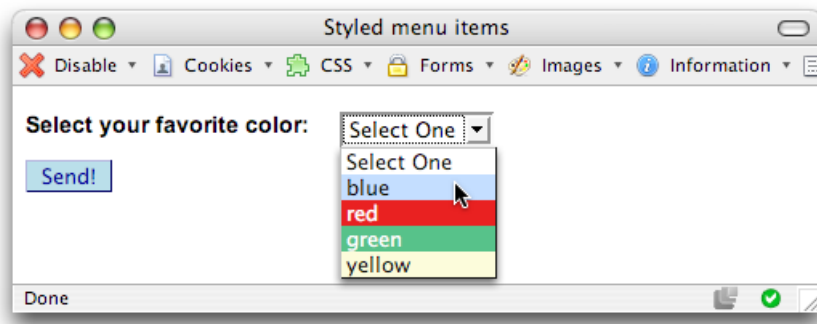 Styled menu items
Disable Cookies CSS Forms Images Information
Select your favorite color: Select One
Select One
Send!
blue
red
green
yellow
Done